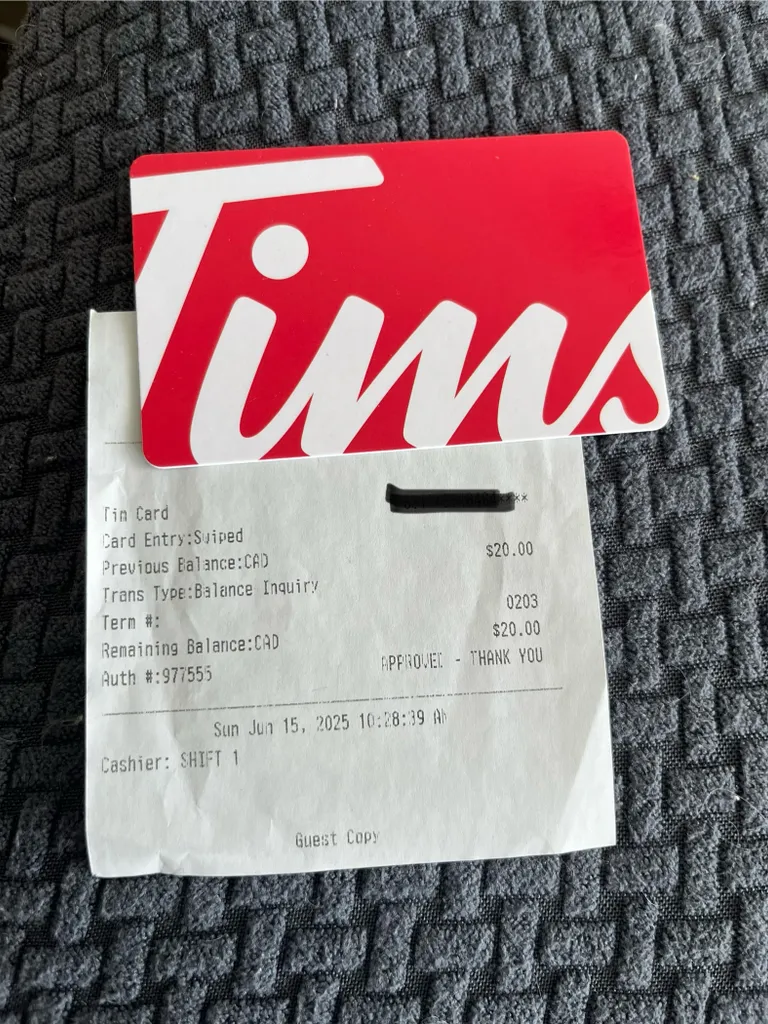 Tims
Tim Card ***
Card Entry:Swiped
Previous Balance:CAD $20.00
Trans Type:Balance Inquiry
Term #: 0203
Remaining Balance:CAD $20.00
Auth #:977555 APPROVED - THANK YOU
Sun Jun 15, 2025 10:28:39 AM
Cashier: SHIFT 1
Guest Copy